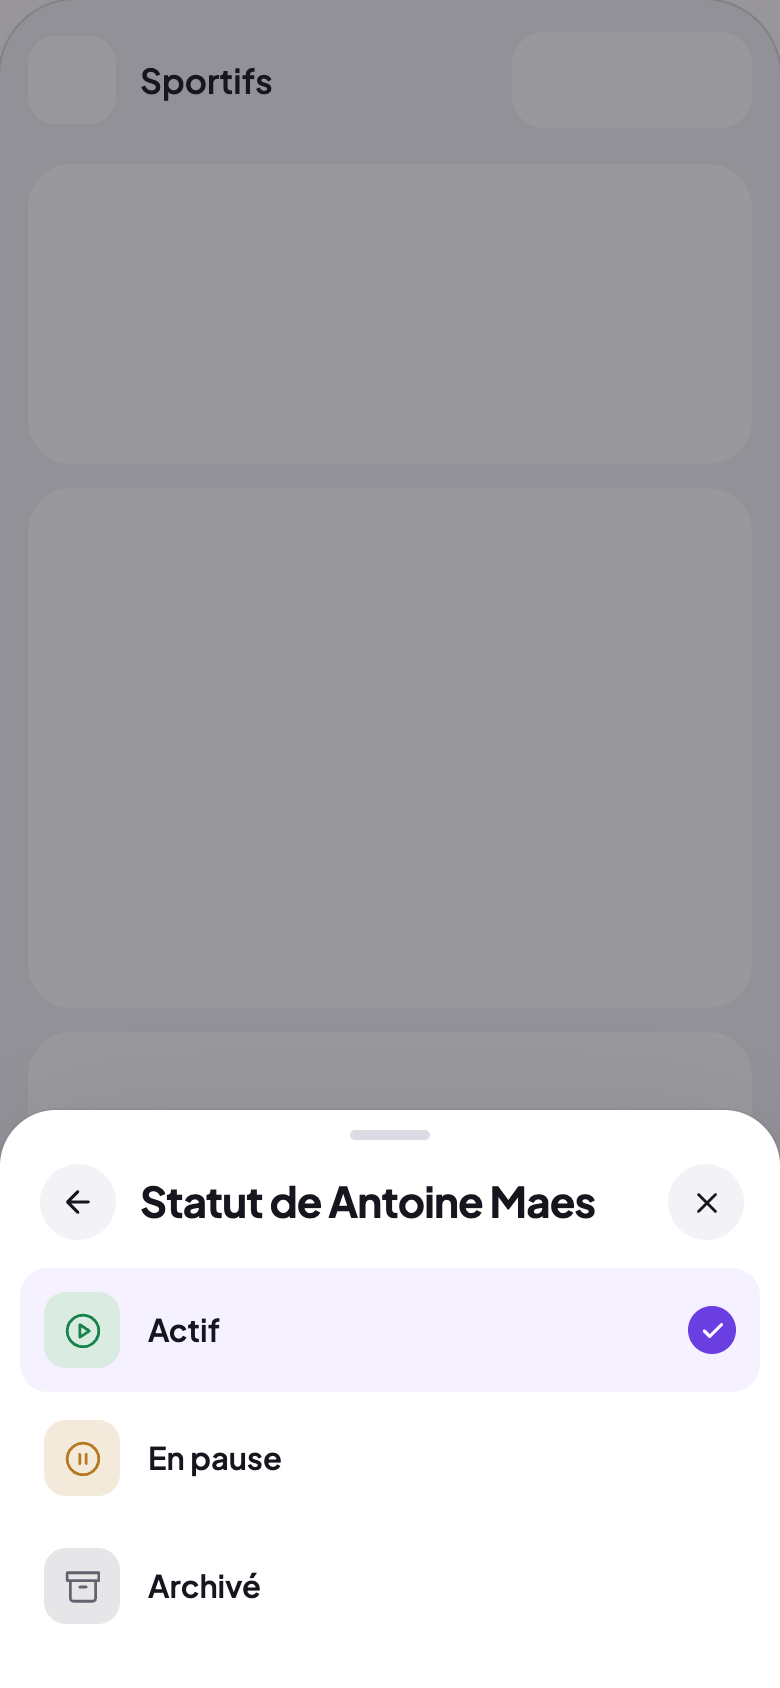 Sportifs
Statut de Antoine Maes
Actif
En pause
Archivé